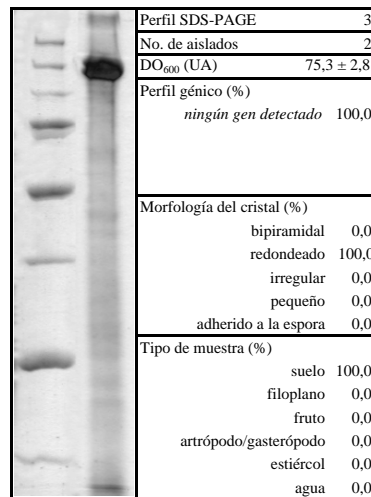 Perfil SDS-PAGE 3
No. de aislados 2
DO600 (UA) 75,3 ± 2,8
Perfil génico (%)
ningún gen detectado 100,0
Morfología del cristal (%)
bipiramidal 0,0
redondeado 100,0
irregular 0,0
pequeño 0,0
adherido a la espora 0,0
Tipo de muestra (%)
suelo 100,0
filoplano 0,0
fruto 0,0
artrópodo/gasterópodo 0,0
estiércol 0,0
agua 0,0